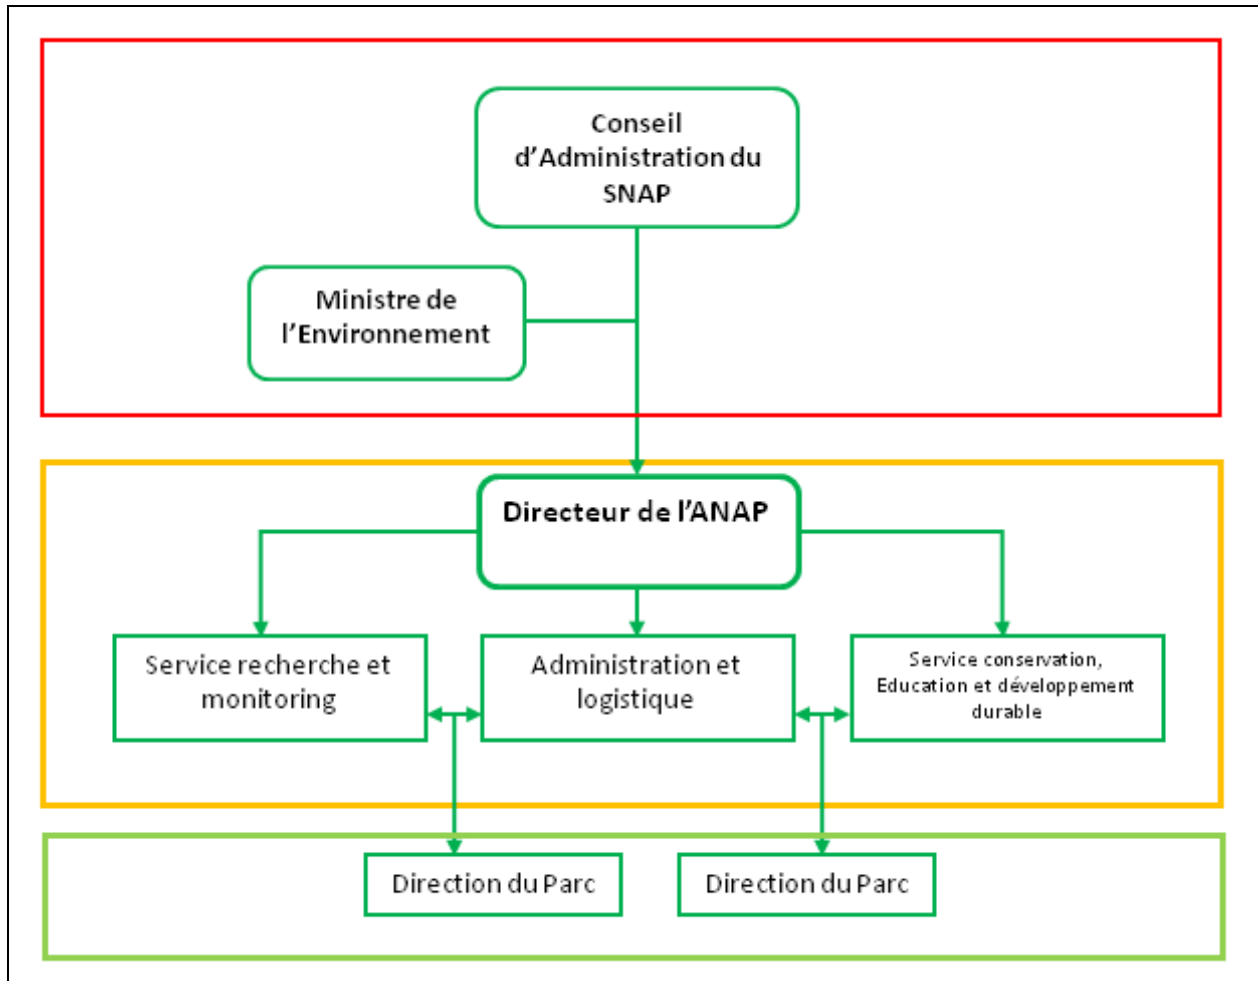 Conseil
d’Administration du
SNAP
Ministre de
l’Environnement
Directeur de l’ANAP
Service recherche et
monitoring
Administration et
logistique
Service conservation,
Education et développement
durable
Direction du Parc
Direction du Parc